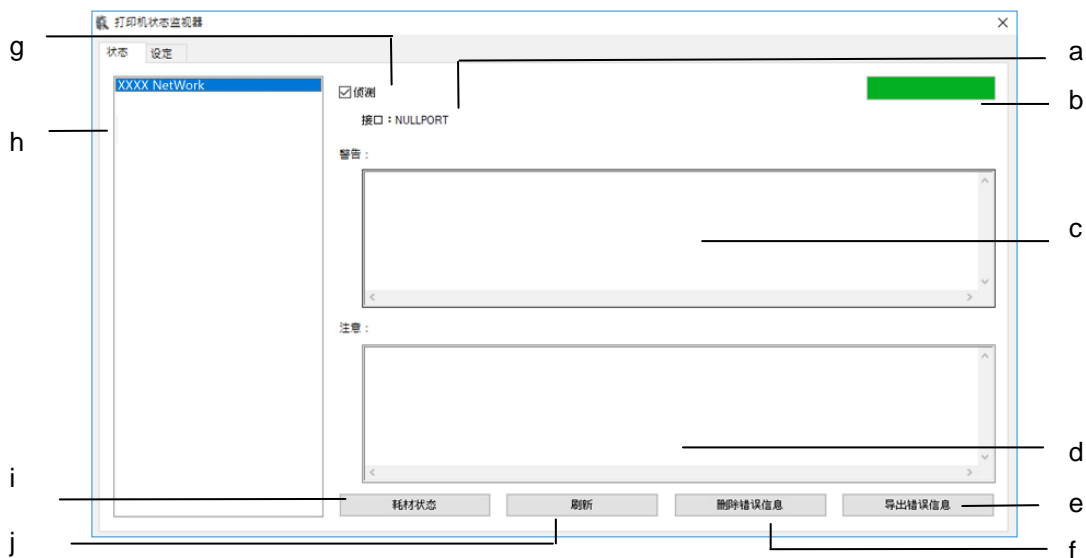 打印机状态监视器
状态 设定
g
a
XXXX NetWork
侦测
b
接口：NULLPORT
h
警告：
c
注意：
d
i
耗材状态 刷新 删除错误信息 导出错误信息
e
j
f